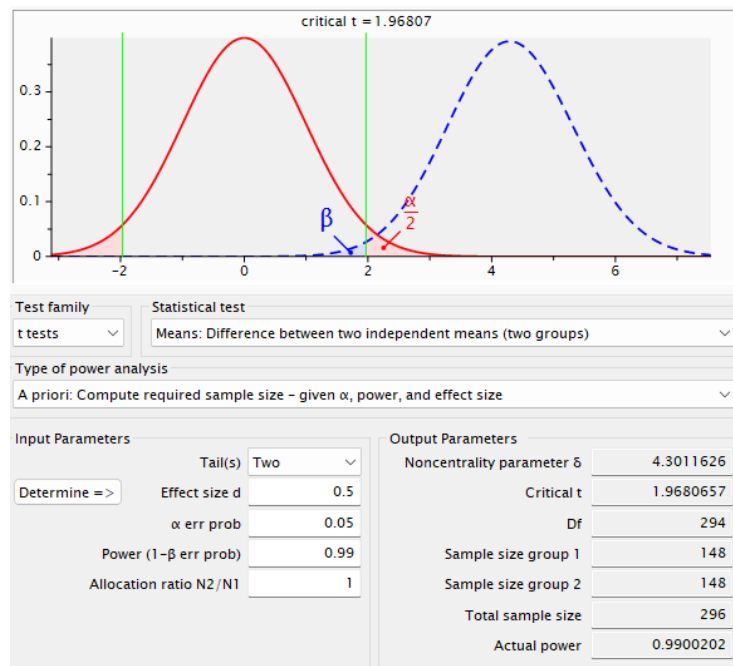 critical t = 1.96807
0.3
0.2
0.1
0
β
α
2
-2 0 2 4 6
Test family
Statistical test
t tests
Means: Difference between two independent means (two groups)
Type of power analysis
A priori: Compute required sample size – given α, power, and effect size
Input Parameters
Tail(s) Two
Determine => Effect size d 0.5
α err prob 0.05
Power (1-β err prob) 0.99
Allocation ratio N2/N1 1
Output Parameters
Noncentrality parameter δ 4.3011626
Critical t 1.9680657
Df 294
Sample size group 1 148
Sample size group 2 148
Total sample size 296
Actual power 0.9900202